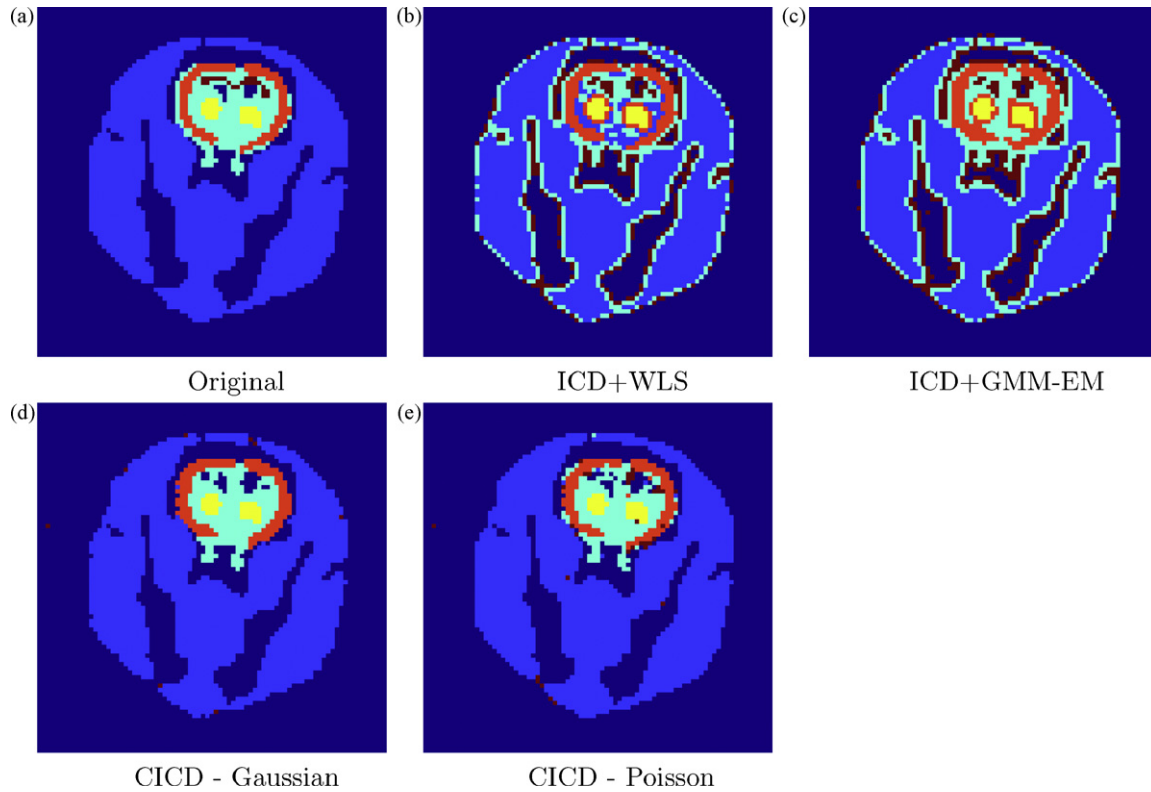 (a)
(b)
(c)
Original
ICD+WLS
ICD+GMM-EM
(d)
(e)
CICD - Gaussian
CICD - Poisson